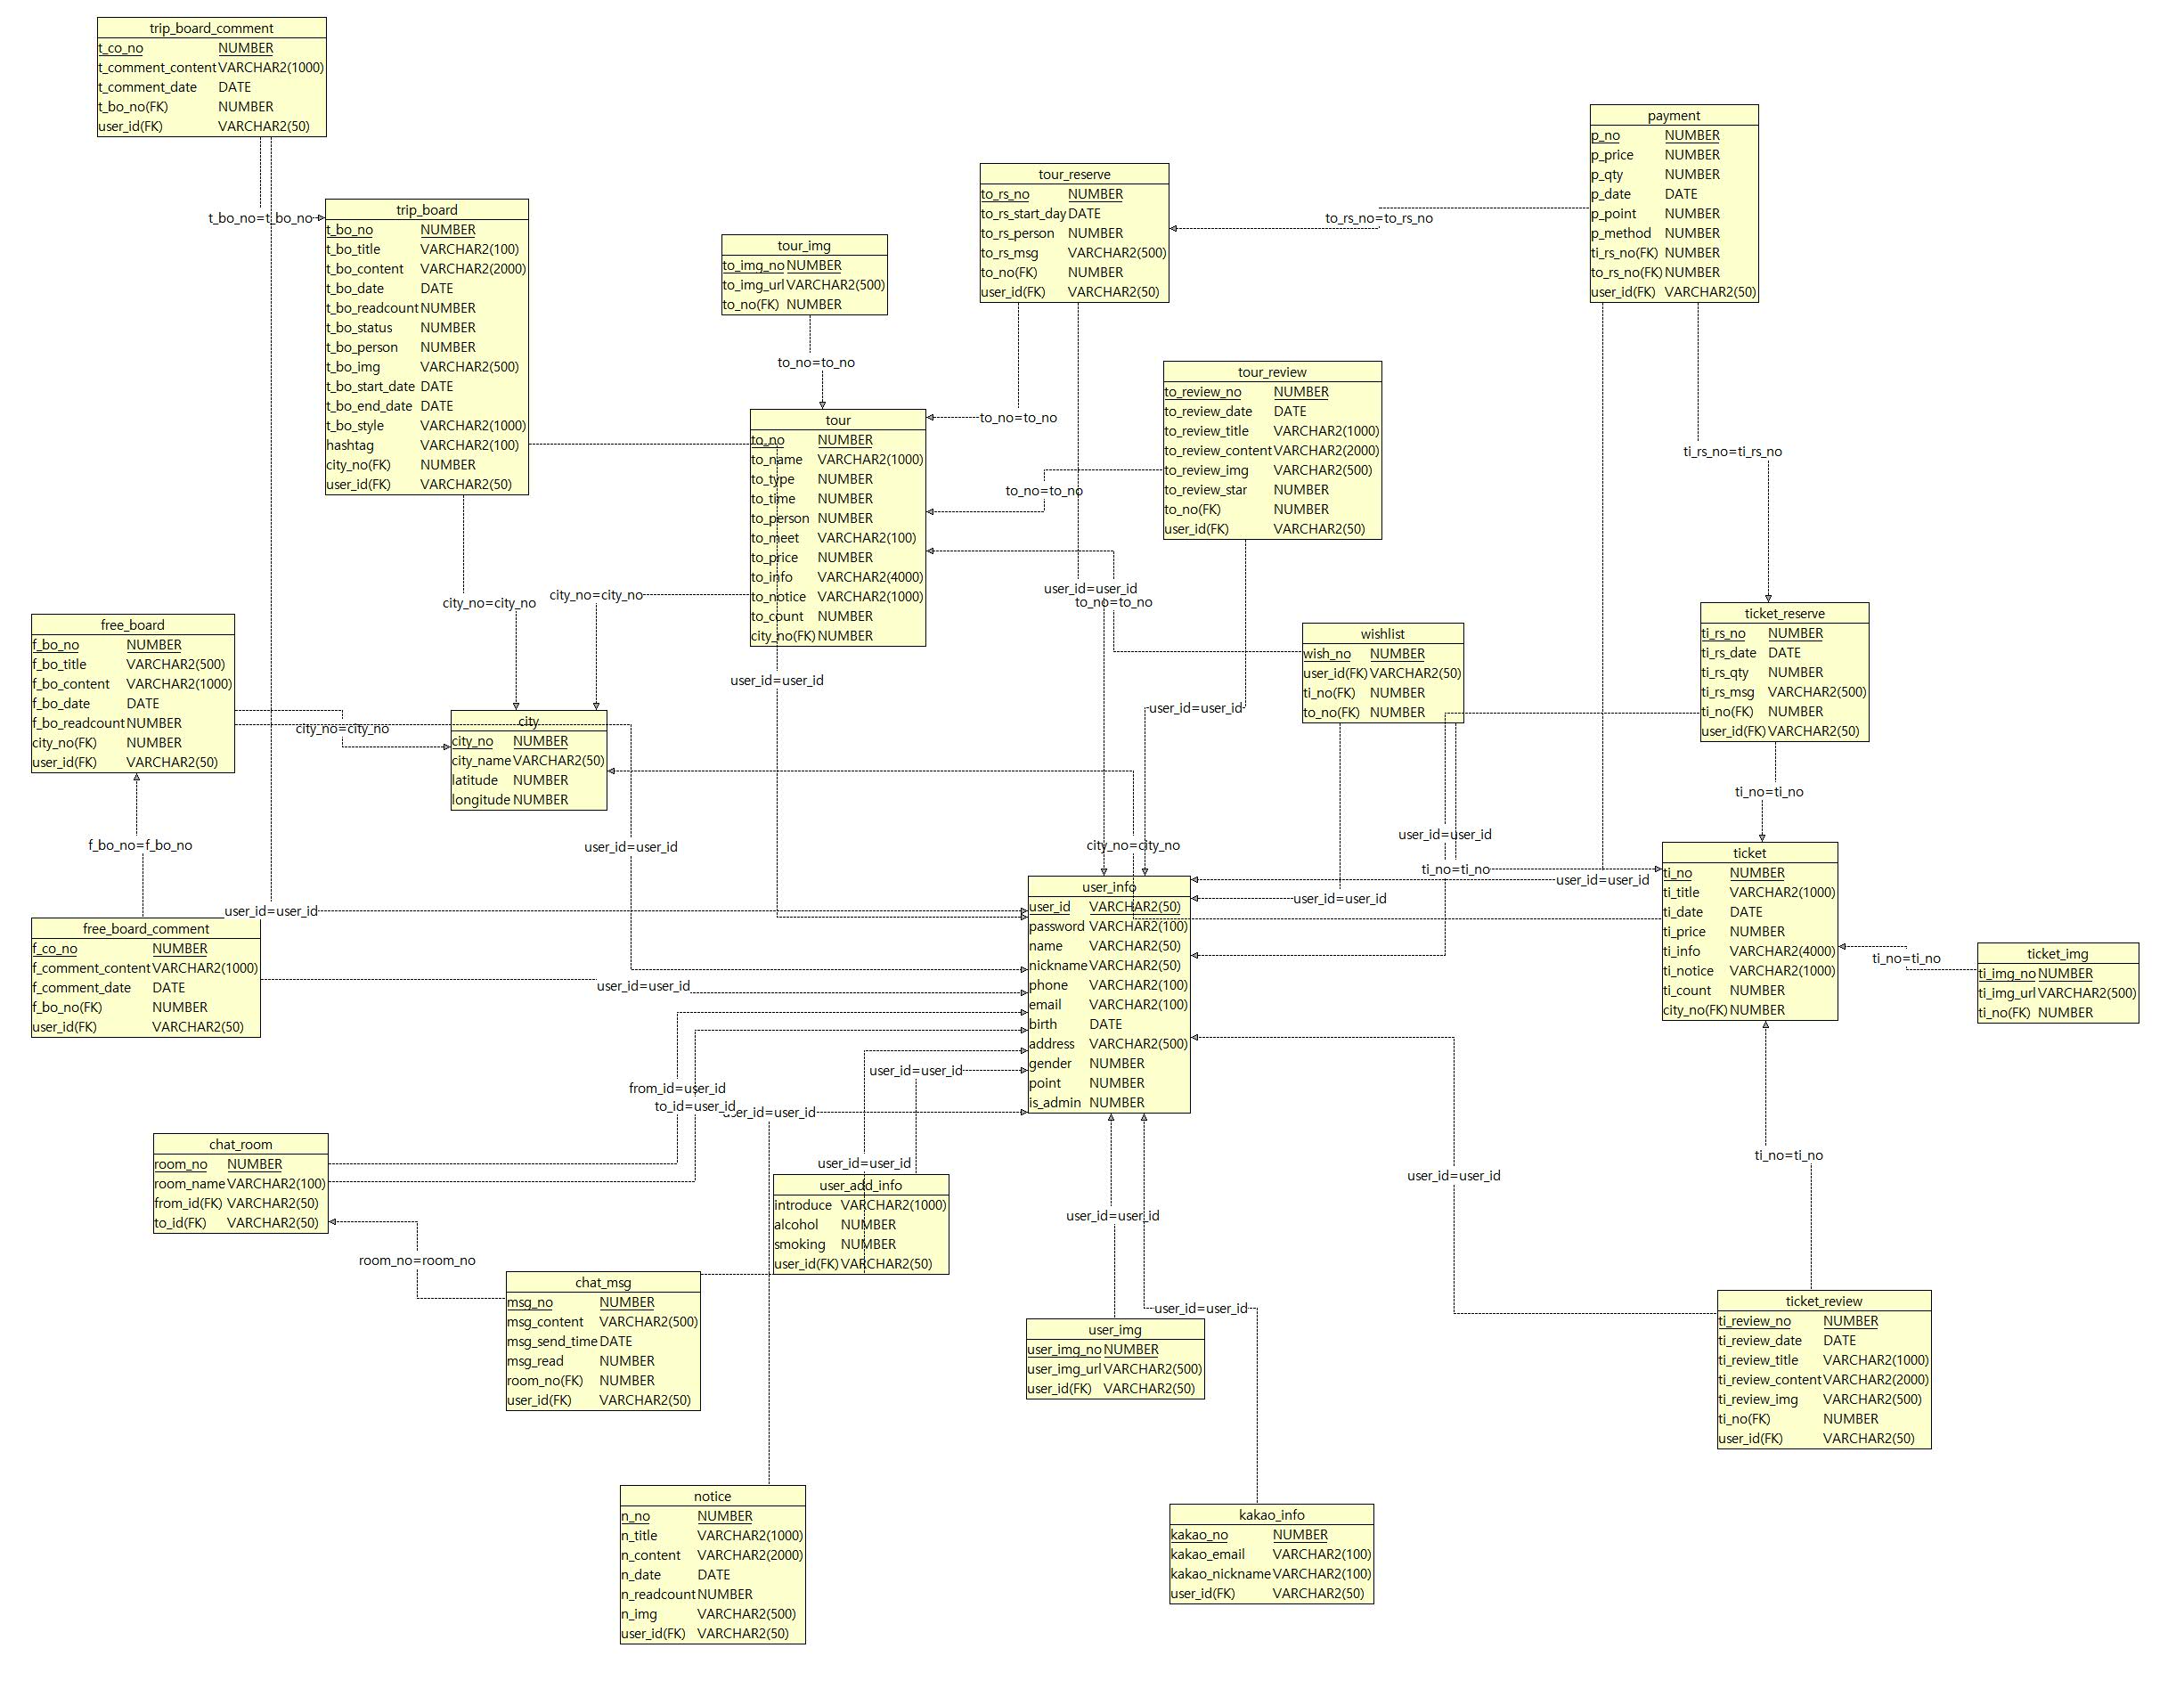 trip_board_comment
t_co_no NUMBER
t_comment_content VARCHAR2(1000)
t_comment_date DATE
t_bo_no(FK) NUMBER
user_id(FK) VARCHAR2(50)
t_bo_no=t_bo_no
trip_board
t_bo_no NUMBER
t_bo_title VARCHAR2(100)
t_bo_content VARCHAR2(2000)
t_bo_date DATE
t_bo_readcount NUMBER
t_bo_status NUMBER
t_bo_person NUMBER
t_bo_img VARCHAR2(500)
t_bo_start_date DATE
t_bo_end_date DATE
t_bo_style VARCHAR2(1000)
hashtag VARCHAR2(100)
city_no(FK) NUMBER
user_id(FK) VARCHAR2(50)
tour_img
to_img_no NUMBER
to_img_url VARCHAR2(500)
to_no(FK) NUMBER
to_no=to_no
tour_reserve
to_rs_no NUMBER
to_rs_start_day DATE
to_rs_person NUMBER
to_rs_msg VARCHAR2(500)
to_no(FK) NUMBER
user_id(FK) VARCHAR2(50)
to_rs_no=to_rs_no
payment
p_no NUMBER
p_price NUMBER
p_qty NUMBER
p_date DATE
p_point NUMBER
p_method NUMBER
ti_rs_no(FK) NUMBER
to_rs_no(FK) NUMBER
user_id(FK) VARCHAR2(50)
tour
to_no NUMBER
to_name VARCHAR2(1000)
to_type NUMBER
to_time NUMBER
to_person NUMBER
to_meet VARCHAR2(100)
to_price NUMBER
to_info VARCHAR2(4000)
to_notice VARCHAR2(1000)
to_count NUMBER
city_no(FK) NUMBER
to_no=to_no
to_no=to_no
tour_review
to_review_no NUMBER
to_review_date DATE
to_review_title VARCHAR2(1000)
to_review_content VARCHAR2(2000)
to_review_img VARCHAR2(500)
to_review_star NUMBER
to_no(FK) NUMBER
user_id(FK) VARCHAR2(50)
ti_rs_no=ti_rs_no
user_id=user_id
to_no=to_no
city_no=city_no
city_no=city_no
free_board
f_bo_no NUMBER
f_bo_title VARCHAR2(500)
f_bo_content VARCHAR2(1000)
f_bo_date DATE
f_bo_readcount NUMBER
city_no(FK) NUMBER
user_id(FK) VARCHAR2(50)
city_no=city_no
city
city_no NUMBER
city_name VARCHAR2(50)
latitude NUMBER
longitude NUMBER
user_id=user_id
user_id=user_id
wishlist
wish_no NUMBER
user_id(FK) VARCHAR2(50)
ti_no(FK) NUMBER
to_no(FK) NUMBER
ticket_reserve
ti_rs_no NUMBER
ti_rs_date DATE
ti_rs_qty NUMBER
ti_rs_msg VARCHAR2(500)
ti_no(FK) NUMBER
user_id(FK) VARCHAR2(50)
ti_no=ti_no
f_bo_no=f_bo_no
user_id=user_id
city_no=city_no
user_id=user_id
ti_no=ti_no
user_id=user_id
user_id=user_id
ticket
ti_no NUMBER
ti_title VARCHAR2(1000)
ti_date DATE
ti_price NUMBER
ti_info VARCHAR2(4000)
ti_notice VARCHAR2(1000)
ti_count NUMBER
city_no(FK) NUMBER
ti_no=ti_no
ticket_img
ti_img_no NUMBER
ti_img_url VARCHAR2(500)
ti_no(FK) NUMBER
user_id=user_id
free_board_comment
f_co_no NUMBER
f_comment_content VARCHAR2(1000)
f_comment_date DATE
f_bo_no(FK) NUMBER
user_id(FK) VARCHAR2(50)
user_id=user_id
user_info
user_id VARCHAR2(50)
password VARCHAR2(100)
name VARCHAR2(50)
nickname VARCHAR2(50)
phone VARCHAR2(100)
email VARCHAR2(100)
birth DATE
address VARCHAR2(500)
gender NUMBER
point NUMBER
is_admin NUMBER
user_id=user_id
from_id=user_id
to_id=user_id
user_id=user_id
chat_room
room_no NUMBER
room_name VARCHAR2(100)
from_id(FK) VARCHAR2(50)
to_id(FK) VARCHAR2(50)
room_no=room_no
user_id=user_id
user_add_info
introduce VARCHAR2(1000)
alcohol NUMBER
smoking NUMBER
user_id(FK) VARCHAR2(50)
user_id=user_id
user_id=user_id
ti_no=ti_no
chat_msg
msg_no NUMBER
msg_content VARCHAR2(500)
msg_send_time DATE
msg_read NUMBER
room_no(FK) NUMBER
user_id(FK) VARCHAR2(50)
user_id=user_id
user_img
user_img_no NUMBER
user_img_url VARCHAR2(500)
user_id(FK) VARCHAR2(50)
ticket_review
ti_review_no NUMBER
ti_review_date DATE
ti_review_title VARCHAR2(1000)
ti_review_content VARCHAR2(2000)
ti_review_img VARCHAR2(500)
ti_no(FK) NUMBER
user_id(FK) VARCHAR2(50)
notice
n_no NUMBER
n_title VARCHAR2(1000)
n_content VARCHAR2(2000)
n_date DATE
n_readcount NUMBER
n_img VARCHAR2(500)
user_id(FK) VARCHAR2(50)
kakao_info
kakao_no NUMBER
kakao_email VARCHAR2(100)
kakao_nickname VARCHAR2(100)
user_id(FK) VARCHAR2(50)